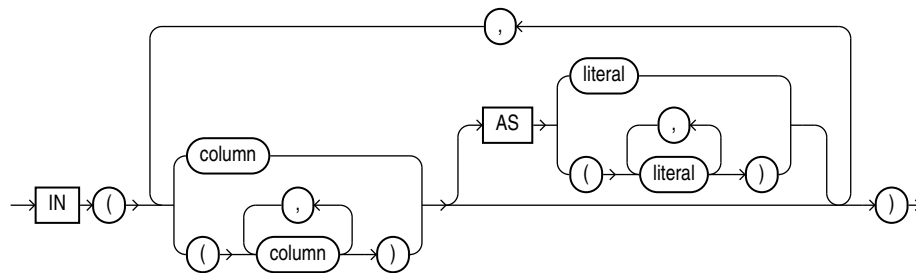 ,
literal
AS
,
column
( literal )
IN (
,
)
( column )